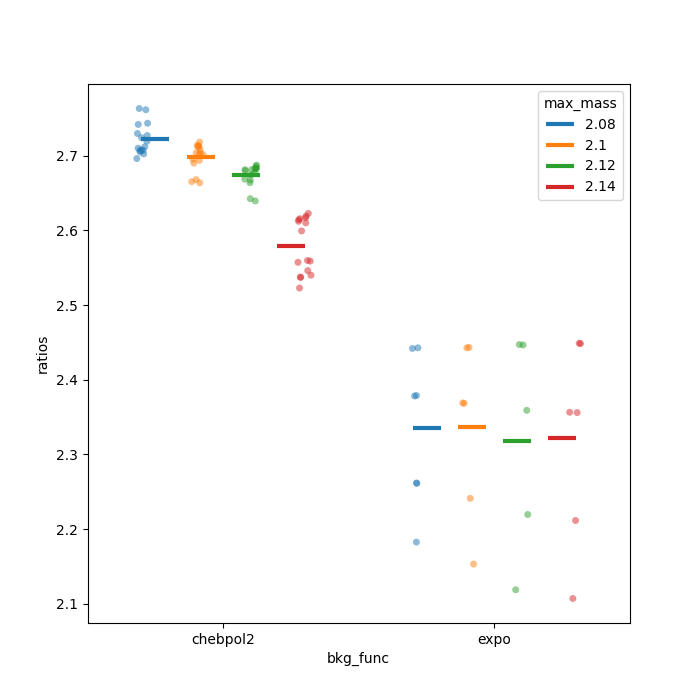 max_mass
2.08
2.1
2.12
2.14
2.7
2.6
2.5
2.4
2.3
2.2
2.1
ratios
chebpol2
expo
bkg_func